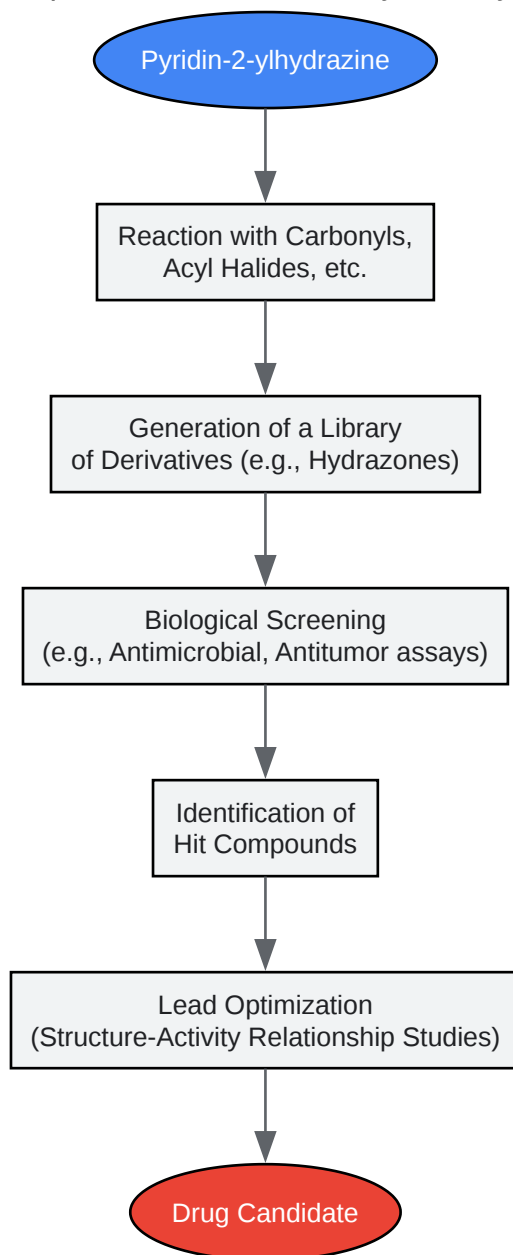 Pyridin-2-ylhydrazine
Reaction with Carbonyls,
Acyl Halides, etc.
Generation of a Library
of Derivatives (e.g., Hydrazones)
Biological Screening
(e.g., Antimicrobial, Antitumor assays)
Identification of
Hit Compounds
Lead Optimization
(Structure-Activity Relationship Studies)
Drug Candidate